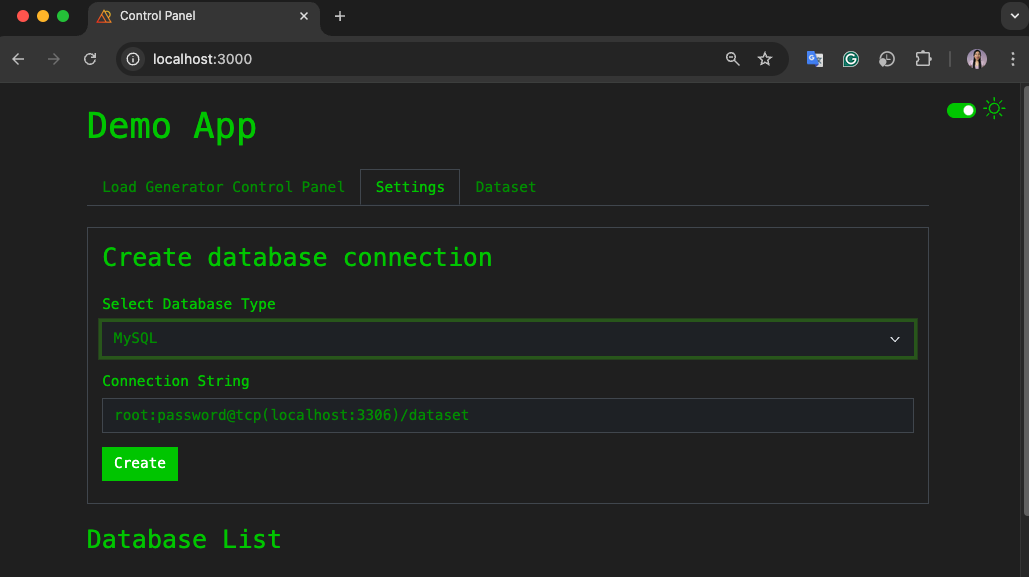 Control Panel
localhost:3000
Demo App
Load Generator Control Panel Settings Dataset
Create database connection
Select Database Type
MySQL
Connection String
root:password@tcp(localhost:3306)/dataset
Create
Database List